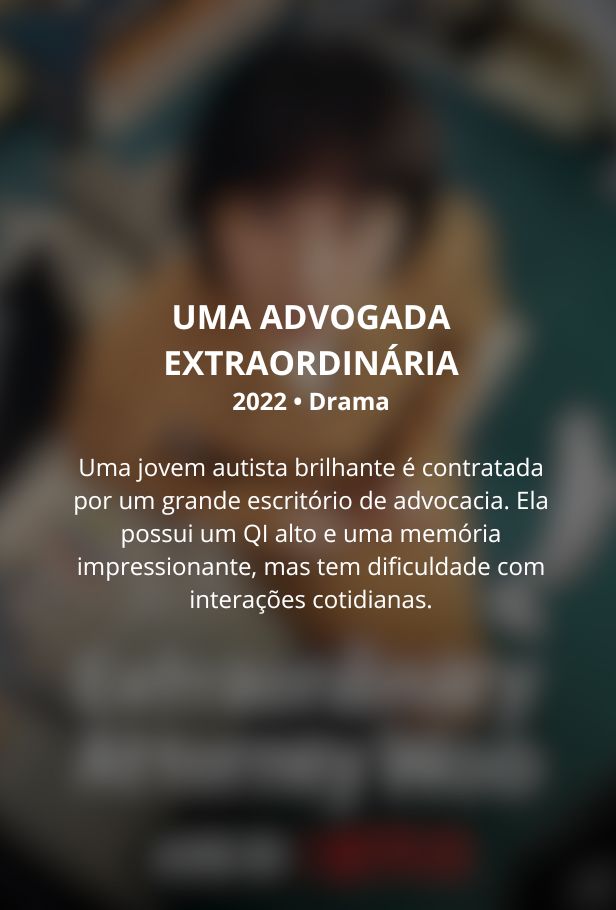 UMA ADVOGADA
EXTRAORDINÁRIA
2022 • Drama
Uma jovem autista brilhante é contratada
por um grande escritório de advocacia. Ela
possui um QI alto e uma memória
impressionante, mas tem dificuldade com
interações cotidianas.